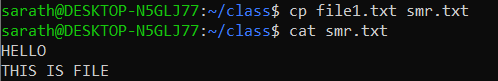 sarath@DESKTOP-N5GLJ77:~/class$ cp file1.txt smr.txt
sarath@DESKTOP-N5GLJ77:~/class$ cat smr.txt
HELLO
THIS IS FILE